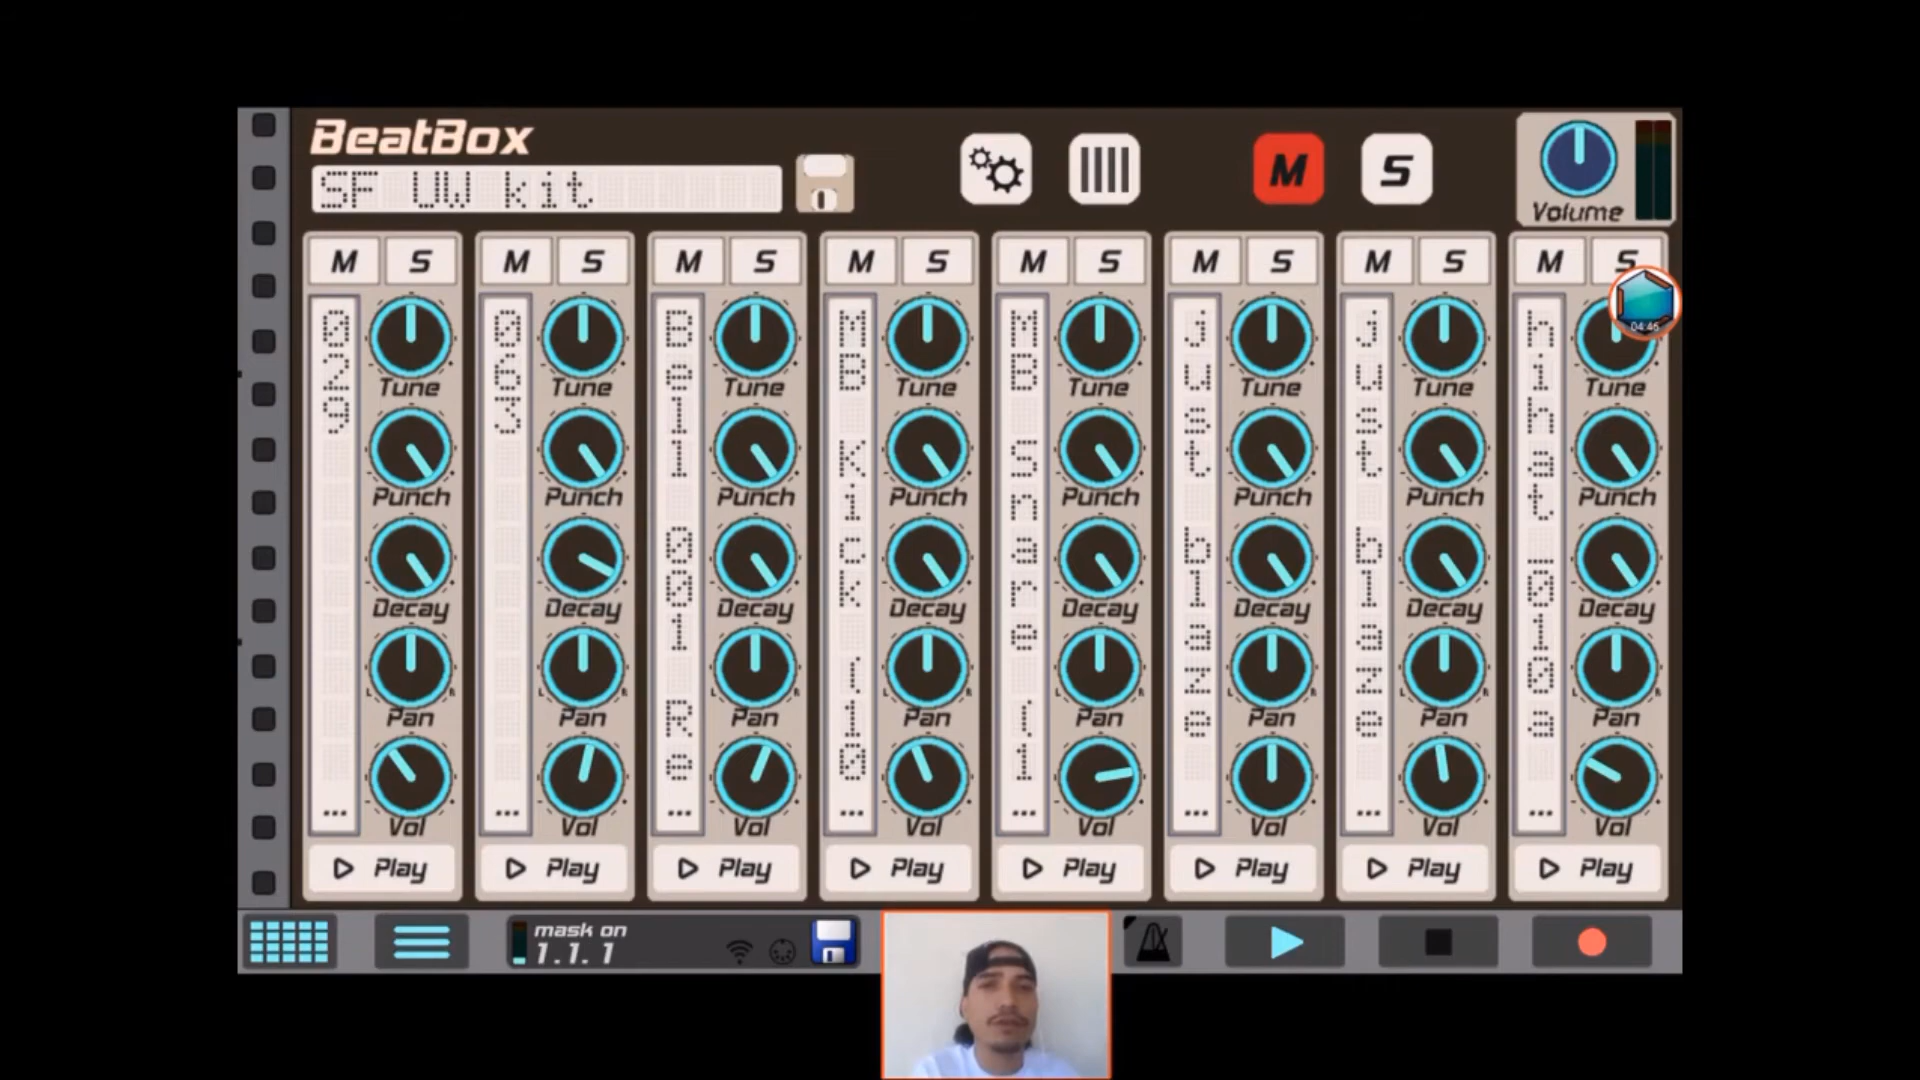 BeatBox
SF UW kit
M S
Volume
M S M S M S M S M S M S M S M S
029...
063...
Bell 001 Re...
MB Kick (10...
MB Snare (1...
just blaze ...
just blaze ...
hihat_010a ...
04:46
Tune Tune Tune Tune Tune Tune Tune Tune
Punch Punch Punch Punch Punch Punch Punch Punch
Decay Decay Decay Decay Decay Decay Decay Decay
L R L R L R L R L R L R L R L R
Pan Pan Pan Pan Pan Pan Pan Pan
Vol Vol Vol Vol Vol Vol Vol Vol
Play Play Play Play Play Play Play Play
mask on
1.1.1